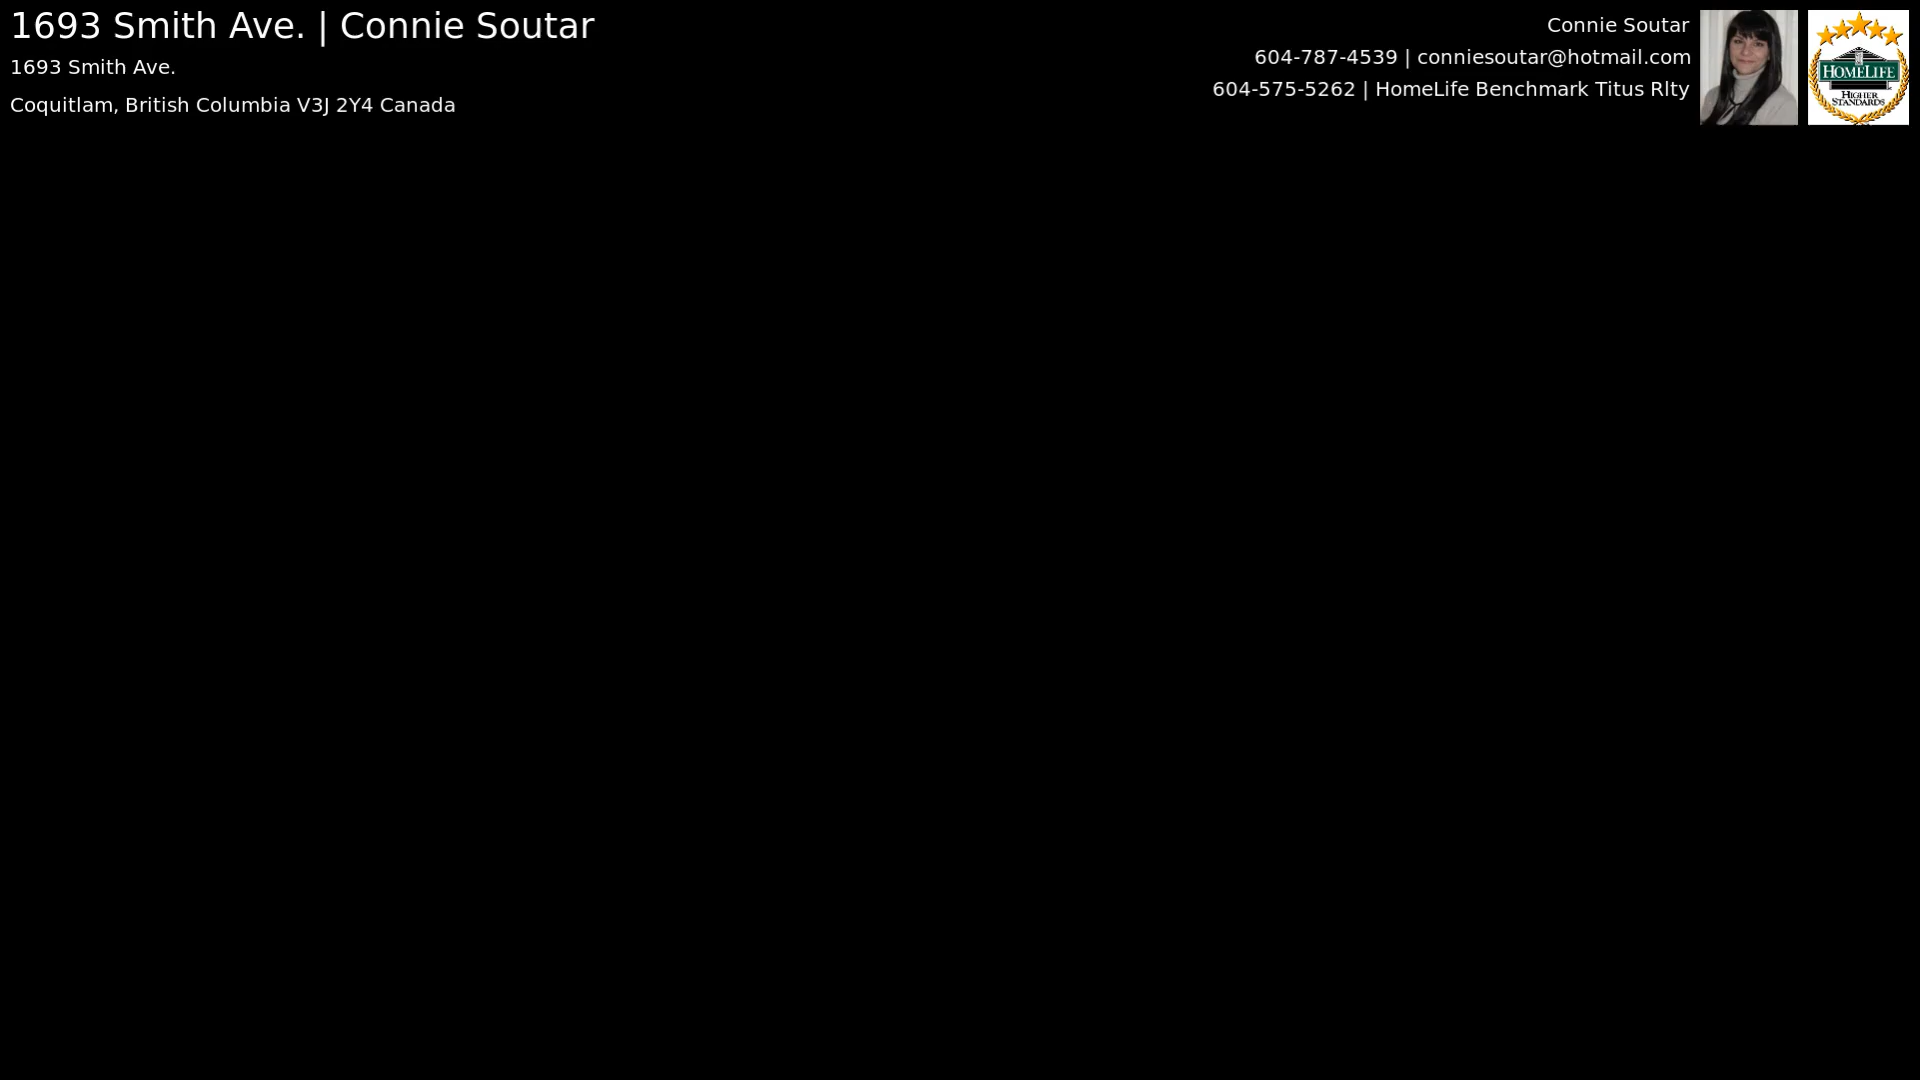 1693 Smith Ave. | Connie Soutar
1693 Smith Ave.
Coquitlam, British Columbia V3J 2Y4 Canada
Connie Soutar
604-787-4539 | conniesoutar@hotmail.com
604-575-5262 | HomeLife Benchmark Titus Rlty
HOMELIFE
HIGHER
STANDARDS